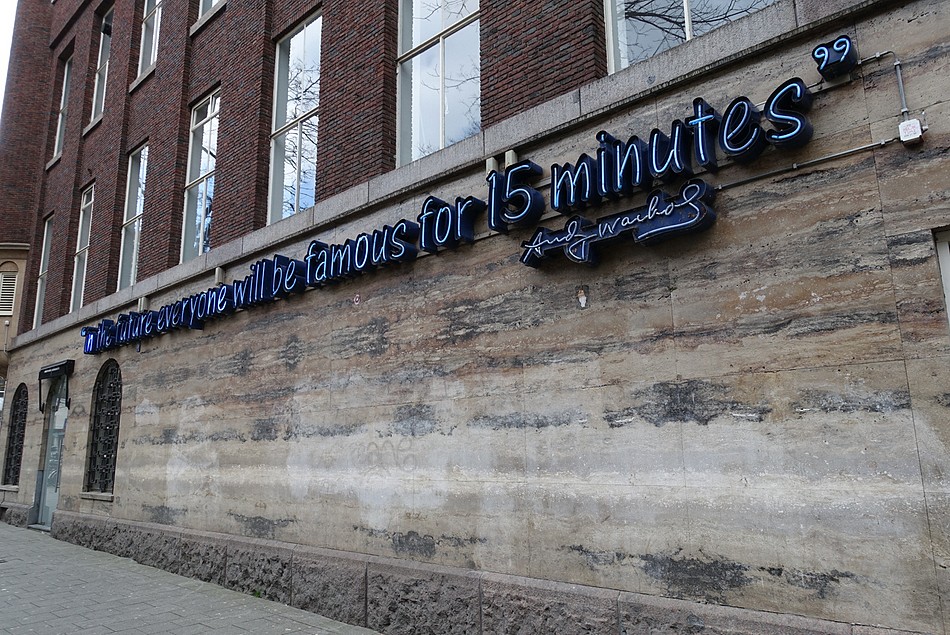 "in the future everyone will be famous for 15 minutes"
Andy Warhol